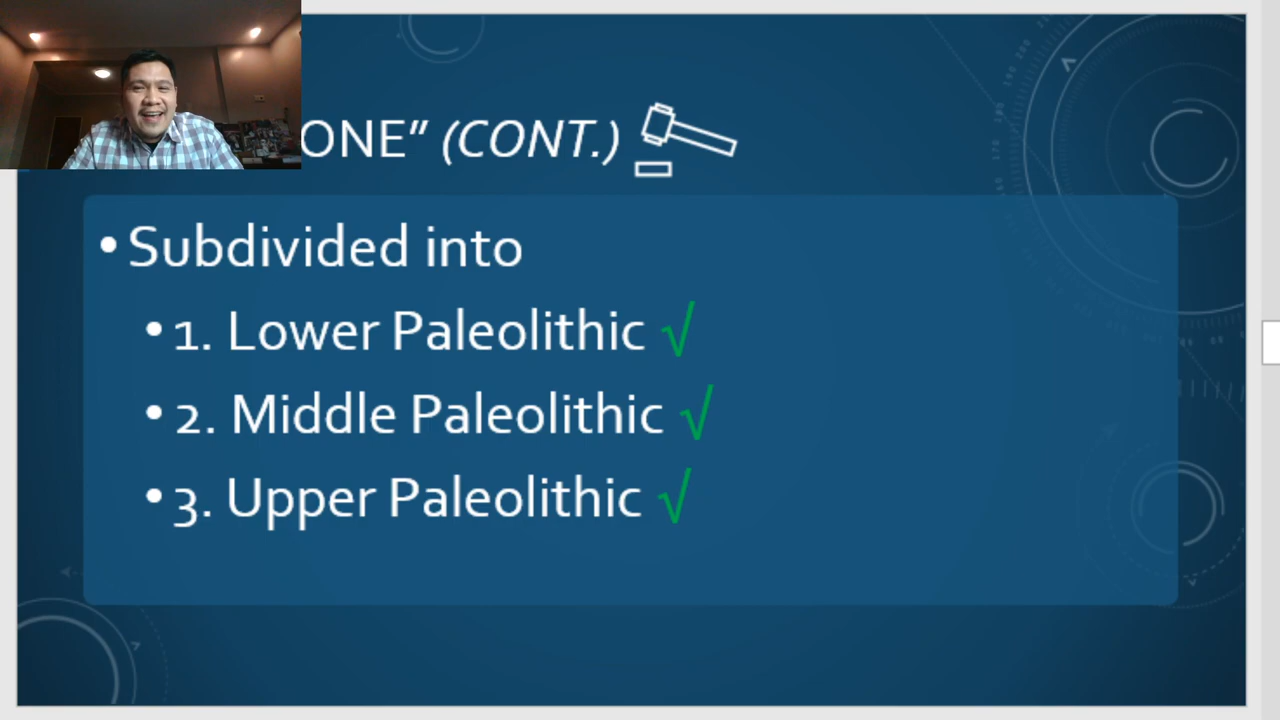 ONE” (CONT.)
• Subdivided into
• 1. Lower Paleolithic √
• 2. Middle Paleolithic √
• 3. Upper Paleolithic √